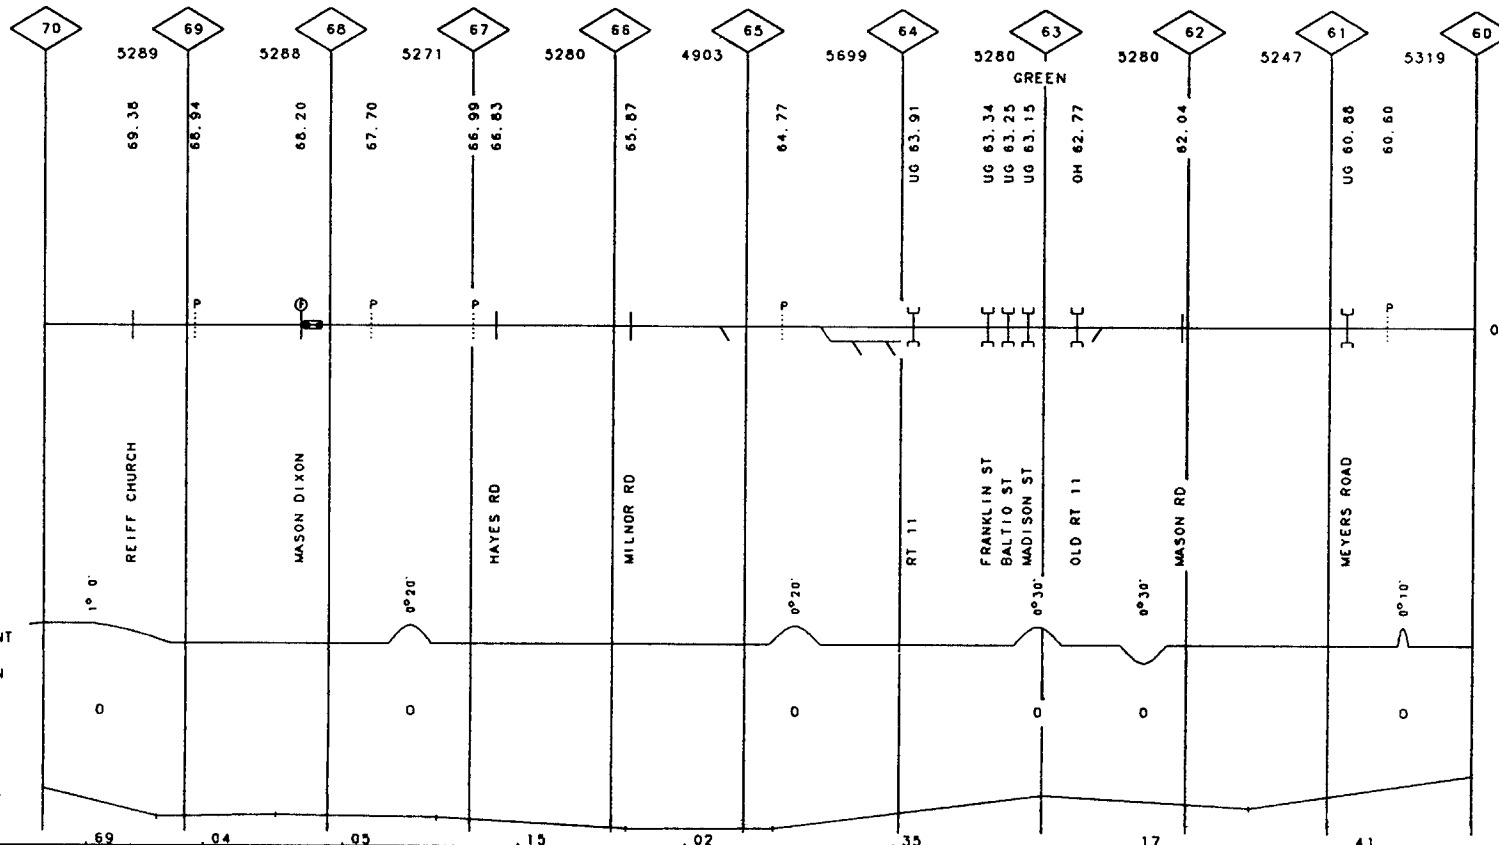 70 69 68 67 66 65 64 63 62 61 60
5289 5288 5271 5280 4903 5699 5280 5280 5247 5319
GREEN
69.38
68.94
68.20
67.70
66.99
66.83
65.87
64.77
UG 63.91
UG 63.34
UG 63.25
UG 63.15
OH 62.77
62.04
UG 60.88
60.60
P P P P P
F
0
REIFF CHURCH
MASON DIXON
HAYES RD
MILNOR RD
RT 11
FRANKLIN ST
BALTIO ST
MADISON ST
OLD RT 11
MASON RD
MEYERS ROAD
1° 0'
0°20'
0°20'
0°30'
0°30'
0°10'
NT
N
0 0 0 0 0 0
.69 .04 .05 .15 .02 .35 .17 .41